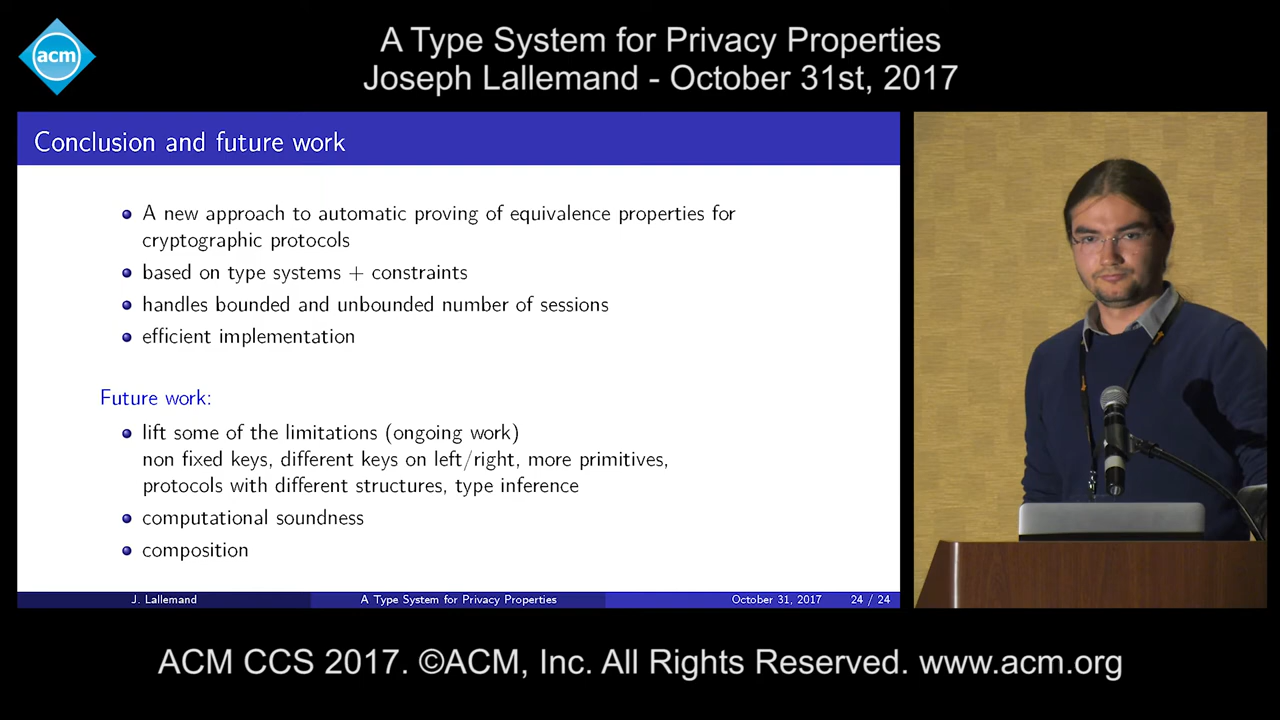 acm
A Type System for Privacy Properties
Joseph Lallemand - October 31st, 2017
Conclusion and future work
A new approach to automatic proving of equivalence properties for
cryptographic protocols
based on type systems + constraints
handles bounded and unbounded number of sessions
efficient implementation
Future work:
lift some of the limitations (ongoing work)
non fixed keys, different keys on left/right, more primitives,
protocols with different structures, type inference
computational soundness
composition
J. Lallemand
A Type System for Privacy Properties
October 31, 2017
24 / 24
ACM CCS 2017. ©ACM, Inc. All Rights Reserved. www.acm.org